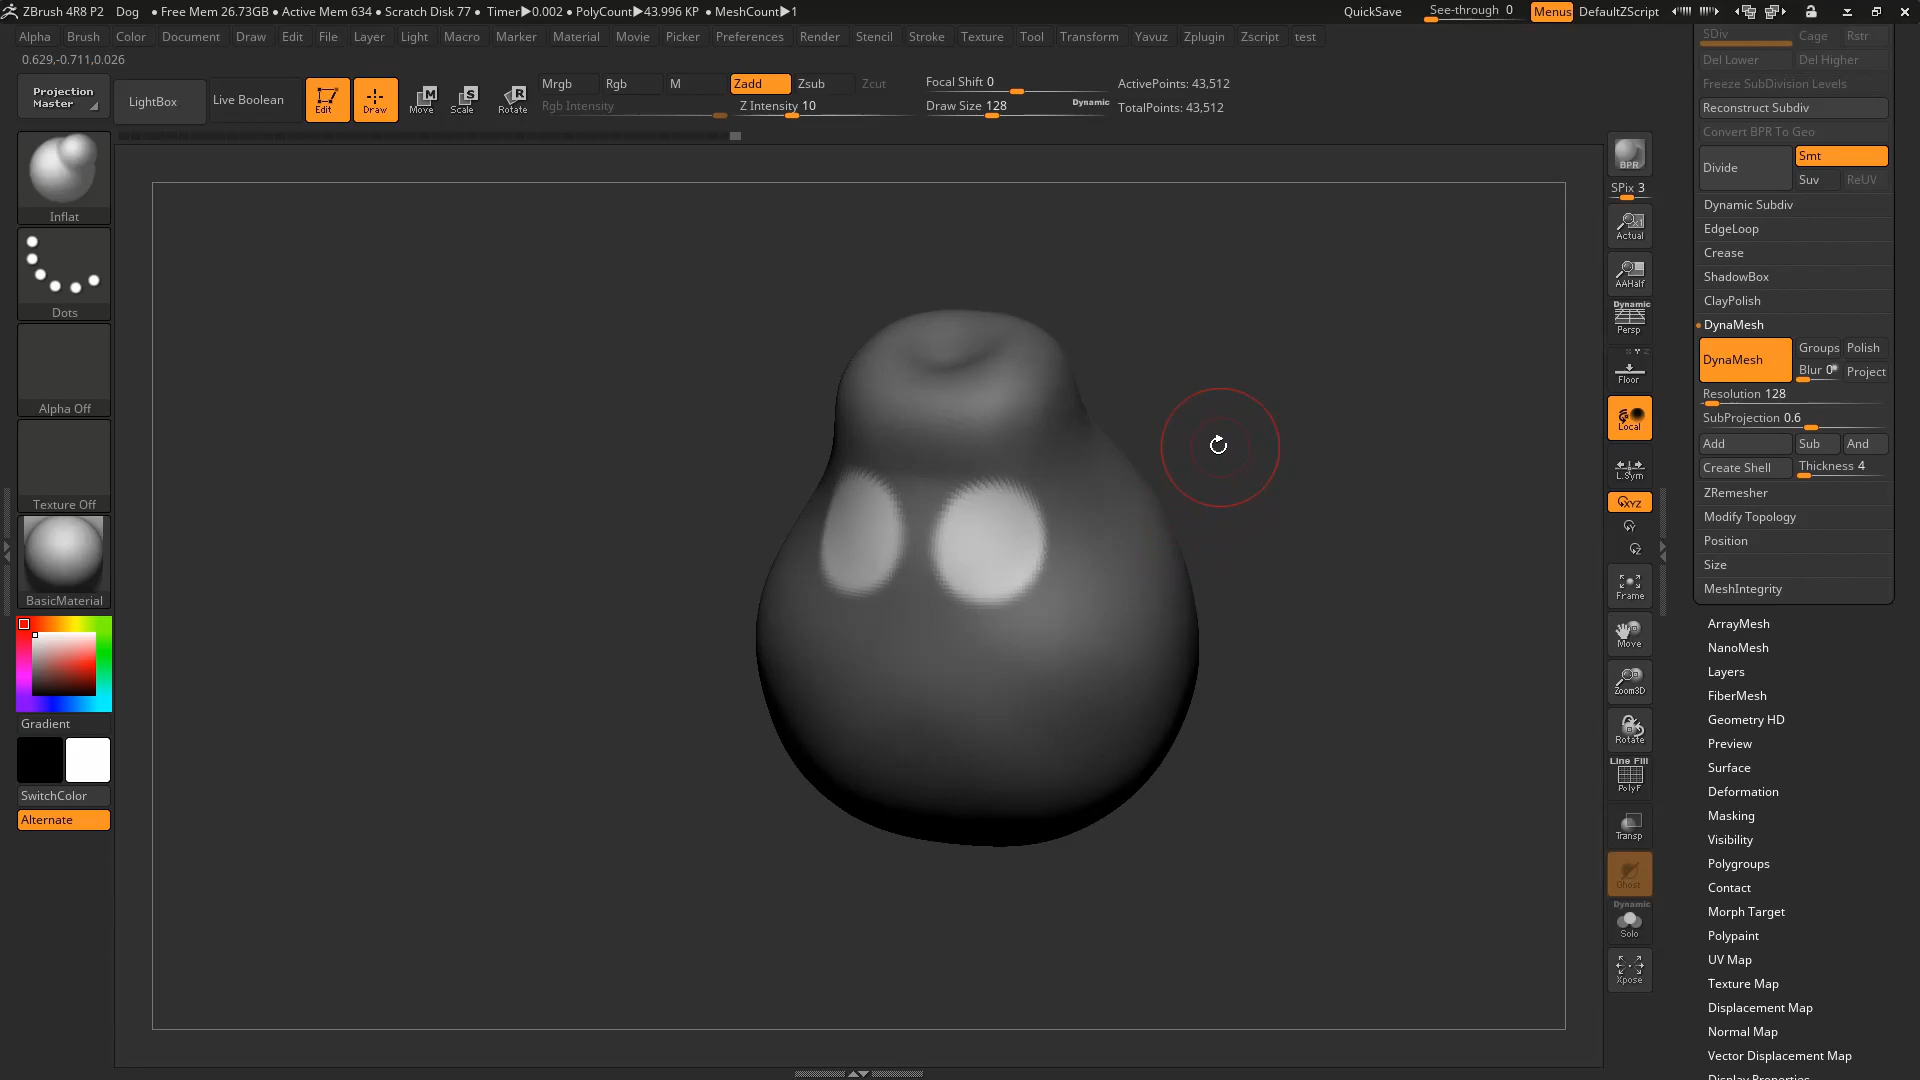 ZBrush 4R8 P2 Dog • Free Mem 26.73GB • Active Mem 634 • Scratch Disk 77 • Timer▶0.002 • PolyCount▶43.996 KP • MeshCount▶1 QuickSave See-through 0 Menus DefaultZScript
Alpha Brush Color Document Draw Edit File Layer Light Macro Marker Material Movie Picker Preferences Render Stencil Stroke Texture Tool Transform Yavuz Zplugin Zscript test
0.629,-0.711,0.026
Projection Master
LightBox
Live Boolean
Edit
Draw
Move
Scale
Rotate
Mrgb Rgb M Zadd Zsub Zcut
Rgb Intensity Z Intensity 10
Focal Shift 0
Draw Size 128 Dynamic
ActivePoints: 43,512
TotalPoints: 43,512
Inflat
Dots
Alpha Off
Texture Off
BasicMaterial
Gradient
SwitchColor
Alternate
BPR
SPix 3
Actual
AAHalf
Dynamic
Persp
Floor
Local
L.Sym
XYZ
Y
Z
Frame
Move
Zoom3D
Rotate
Line Fill
PolyF
Transp
Ghost
Dynamic
Solo
Xpose
SDiv Cage Rstr
Del Lower Del Higher
Freeze SubDivision Levels
Reconstruct Subdiv
Convert BPR To Geo
Divide Smt
Suv ReUV
Dynamic Subdiv
EdgeLoop
Crease
ShadowBox
ClayPolish
DynaMesh
DynaMesh Groups Polish
Blur 0 Project
Resolution 128
SubProjection 0.6
Add Sub And
Create Shell Thickness 4
ZRemesher
Modify Topology
Position
Size
MeshIntegrity
ArrayMesh
NanoMesh
Layers
FiberMesh
Geometry HD
Preview
Surface
Deformation
Masking
Visibility
Polygroups
Contact
Morph Target
Polypaint
UV Map
Texture Map
Displacement Map
Normal Map
Vector Displacement Map
Display Properties